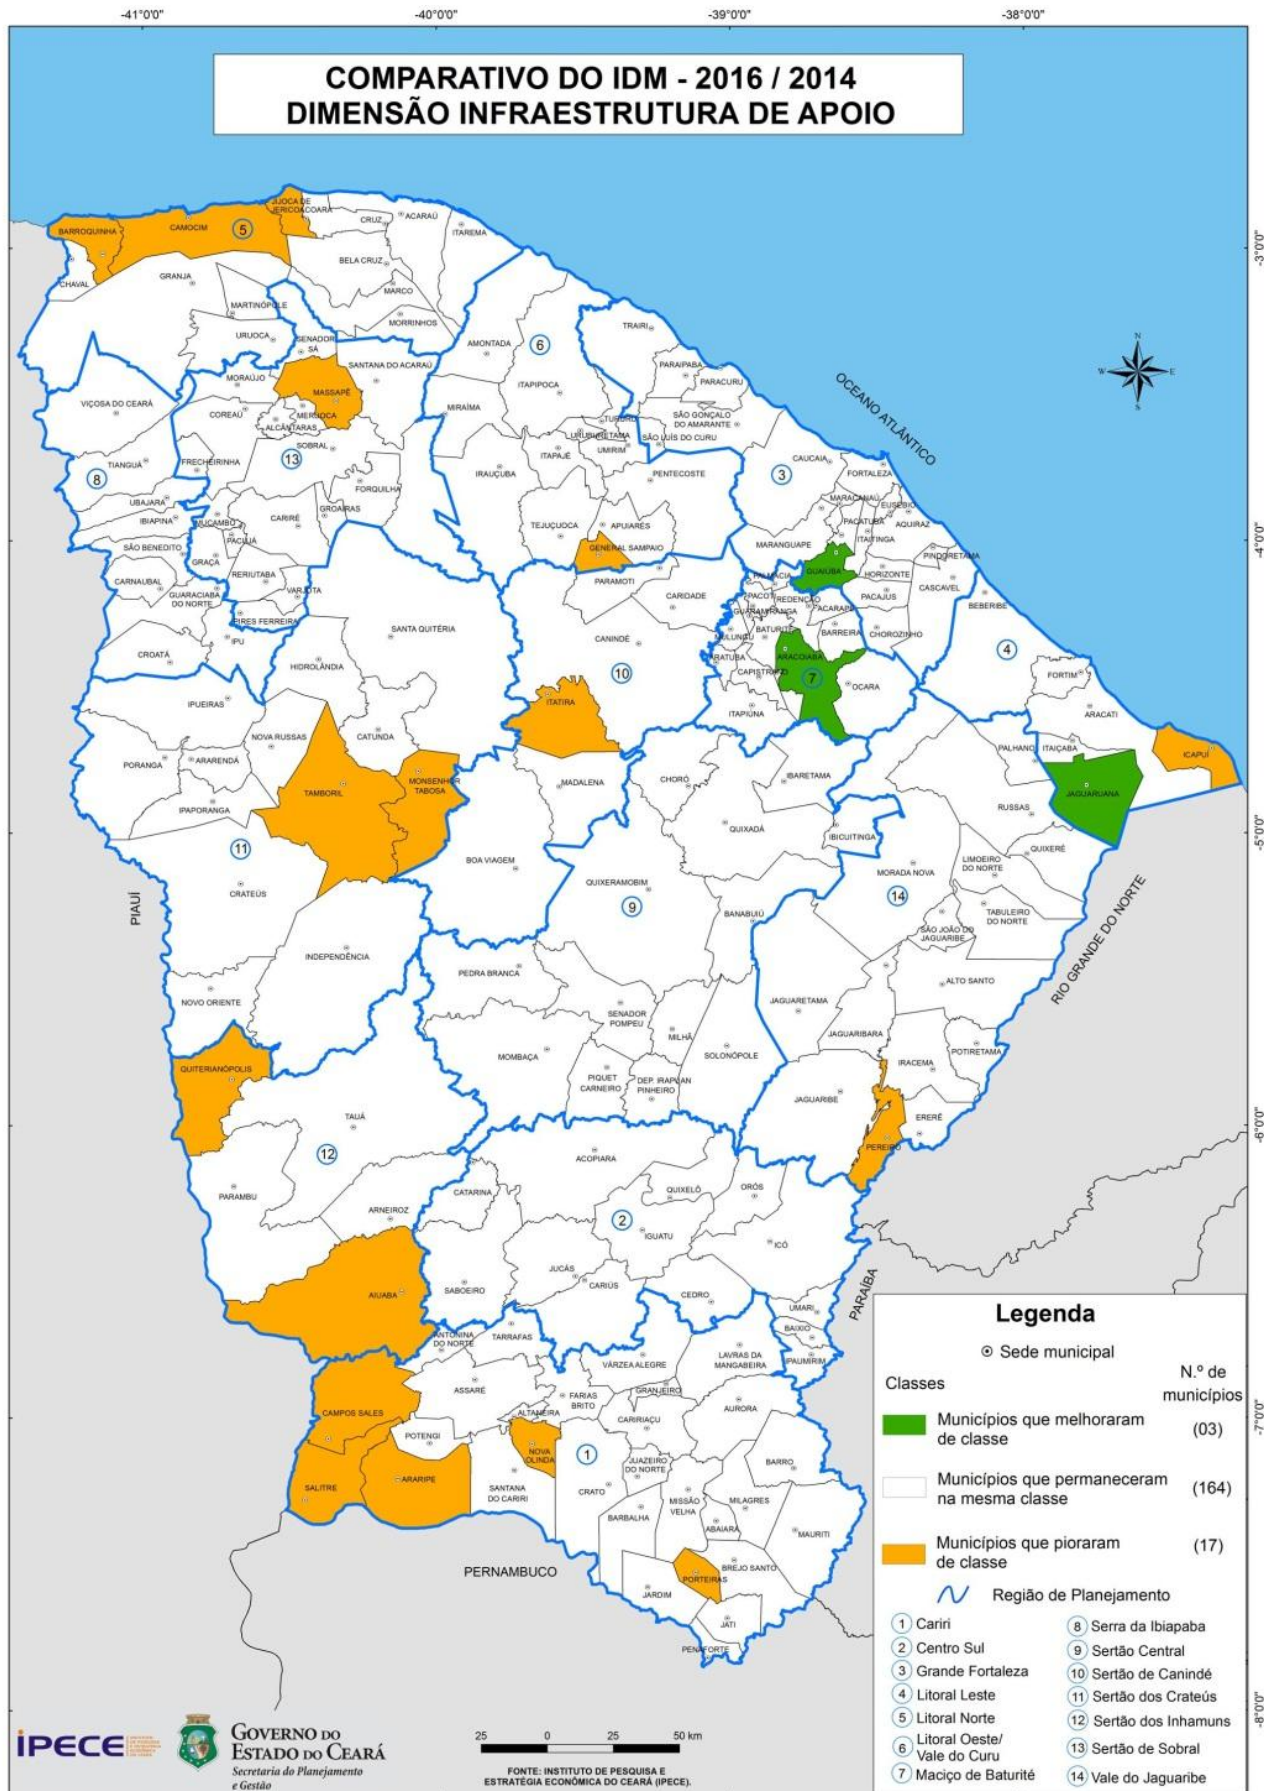 -41°0'0"
-40°0'0"
-39°0'0"
-38°0'0"
COMPARATIVO DO IDM - 2016 / 2014
DIMENSÃO INFRAESTRUTURA DE APOIO
-3°0'0"
-4°0'0"
-5°0'0"
-6°0'0"
-7°0'0"
-8°0'0"
JIJOCA DE
JERICOACOARA
BARROQUINHA
CAMOCIM
5
CRUZ
ACARAÚ
ITAREMA
CHAVAL
GRANJA
BELA CRUZ
MARCO
MARTINÓPOLE
MORRINHOS
URUOCA
SENADOR
SÁ
AMONTADA
6
TRAIRI
MORAÚJO
MASSAPÊ
SANTANA DO ACARAÚ
ITAPIPOCA
PARAIPABA
PARACURU
N
W
E
S
VIÇOSA DO CEARÁ
COREAÚ
MERUOCA
ALCÂNTARAS
MIRAÍMA
TURURU
URUBURETAMA
UMIRIM
SÃO GONÇALO
DO AMARANTE
SÃO LUÍS DO CURU
OCEANO ATLÂNTICO
TIANGUÁ
8
FRECHEIRINHA
13
SOBRAL
FORQUILHA
IRAUÇUBA
ITAPAJÉ
PENTECOSTE
3
CAUCAIA
FORTALEZA
UBAJARA
IBIAPINA
MUCAMBO
CARIRÉ
GROAÍRAS
TEJUÇUOCA
APUIARÉS
MARACANAÚ
EUSÉBIO
PACATUBA
AQUIRAZ
ITAITINGA
SÃO BENEDITO
PACUJÁ
GRAÇA
GENERAL SAMPAIO
MARANGUAPE
GUAIÚBA
PINDORETAMA
CARNAUBAL
GUARACIABA
DO NORTE
RERIUTABA
VARJOTA
PARAMOTI
CARIDADE
PALMÁCIA
PACOTI
REDENÇÃO
GUARAMIRANGA
ACARAPE
HORIZONTE
PACAJUS
CASCAVEL
BEBERIBE
PIRES FERREIRA
IPU
SANTA QUITÉRIA
CANINDÉ
MULUNGU
BATURITÉ
BARREIRA
CHOROZINHO
CROATÁ
HIDROLÂNDIA
10
ARATUBA
ARACOIABA
CAPISTRANO
7
OCARA
4
FORTIM
IPUEIRAS
ITATIRA
ITAPIÚNA
ARACATI
NOVA RUSSAS
CATUNDA
PALHANO
ITAIÇABA
ICAPUÍ
PORANGA
ARARENDÁ
TAMBORIL
MONSENHOR
TABOSA
MADALENA
CHORÓ
IBARETAMA
JAGUARUANA
IPAPORANGA
RUSSAS
11
QUIXADÁ
IBICUITINGA
QUIXERÉ
CRATEÚS
BOA VIAGEM
QUIXERAMOBIM
9
MORADA NOVA
14
LIMOEIRO
DO NORTE
PIAUÍ
BANABUIÚ
TABULEIRO
DO NORTE
SÃO JOÃO DO
JAGUARIBE
RIO GRANDE DO NORTE
INDEPENDÊNCIA
PEDRA BRANCA
ALTO SANTO
NOVO ORIENTE
SENADOR
POMPEU
JAGUARETAMA
JAGUARIBARA
QUITERIANÓPOLIS
MOMBAÇA
MILHÃ
SOLONÓPOLE
IRACEMA
POTIRETAMA
PIQUET
CARNEIRO
DEP. IRAPUAN
PINHEIRO
JAGUARIBE
TAUÁ
ERERÊ
PEREIRO
12
ACOPIARA
PARAMBU
CATARINA
QUIXELÔ
ORÓS
ARNEIROZ
2
IGUATU
ICÓ
JUCÁS
AIUABA
SABOEIRO
CARIÚS
CEDRO
UMARI
PARAÍBA
BAIXIO
ANTONINA
DO NORTE
TARRAFAS
VÁRZEA ALEGRE
LAVRAS DA
MANGABEIRA
IPAUMIRIM
ASSARÉ
FARIAS
BRITO
GRANJEIRO
CAMPOS SALES
ALTANEIRA
CARIRIAÇU
AURORA
POTENGI
NOVA
OLINDA
1
JUAZEIRO
DO NORTE
BARRO
SALITRE
ARARIPE
SANTANA
DO CARIRI
CRATO
MISSÃO
VELHA
MILAGRES
BARBALHA
ABAIARA
MAURITI
PERNAMBUCO
PORTEIRAS
BREJO SANTO
JARDIM
JATI
PENAFORTE
Legenda
Sede municipal
Classes
N.º de
municípios
Municípios que melhoraram
de classe
(03)
Municípios que permaneceram
na mesma classe
(164)
Municípios que pioraram
de classe
(17)
Região de Planejamento
1 Cariri
2 Centro Sul
3 Grande Fortaleza
4 Litoral Leste
5 Litoral Norte
6 Litoral Oeste/
Vale do Curu
7 Maciço de Baturité
8 Serra da Ibiapaba
9 Sertão Central
10 Sertão de Canindé
11 Sertão dos Crateús
12 Sertão dos Inhamuns
13 Sertão de Sobral
14 Vale do Jaguaribe
iPECE
GOVERNO DO
ESTADO DO CEARÁ
Secretaria do Planejamento
e Gestão
25
0
25
50 km
FONTE: INSTITUTO DE PESQUISA E
ESTRATÉGIA ECONÔMICA DO CEARÁ (IPECE).